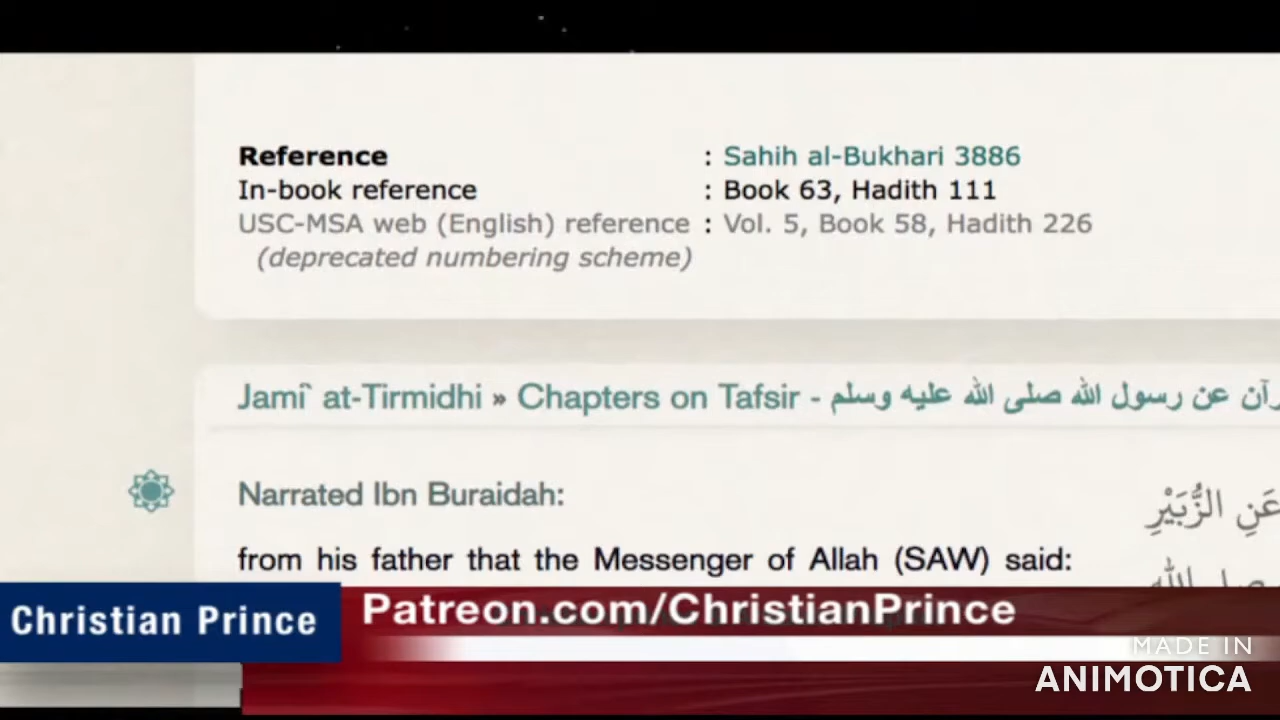 Reference : Sahih al-Bukhari 3886
In-book reference : Book 63, Hadith 111
USC-MSA web (English) reference : Vol. 5, Book 58, Hadith 226
(deprecated numbering scheme)
Jami` at-Tirmidhi » Chapters on Tafsir - عن رسول الله صلى الله عليه وسلم
Narrated Ibn Buraidah:
عَنِ الزُّبَيْرِ
from his father that the Messenger of Allah (SAW) said:
Christian Prince
Patreon.com/ChristianPrince
MADE IN
ANIMOTICA